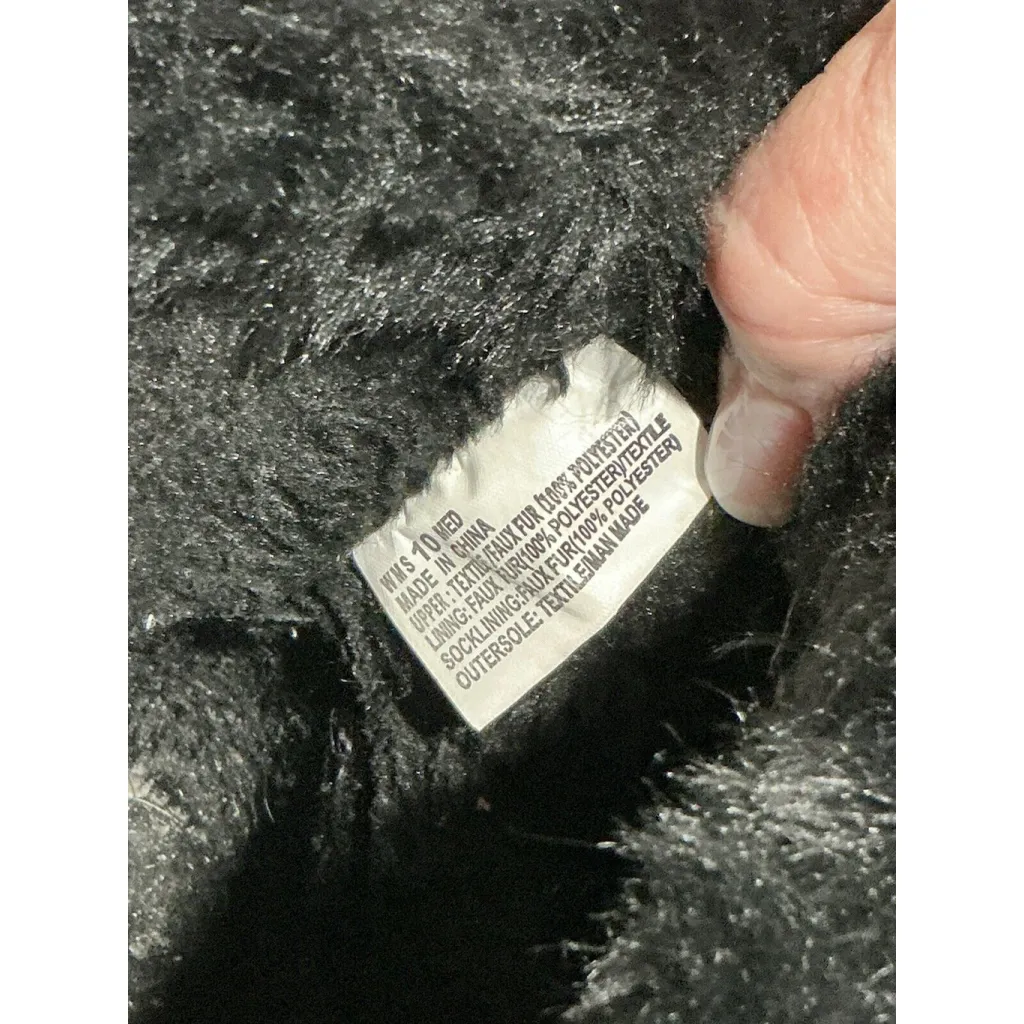 WMS 10 MED
MADE IN CHINA
UPPER : TEXTILE/FAUX FUR (100% POLYESTER)
LINING: FAUX FUR(100% POLYESTER)/TEXTILE
SOCKLINING:FAUX FUR(100% POLYESTER)
OUTERSOLE: TEXTILE/MAN MADE